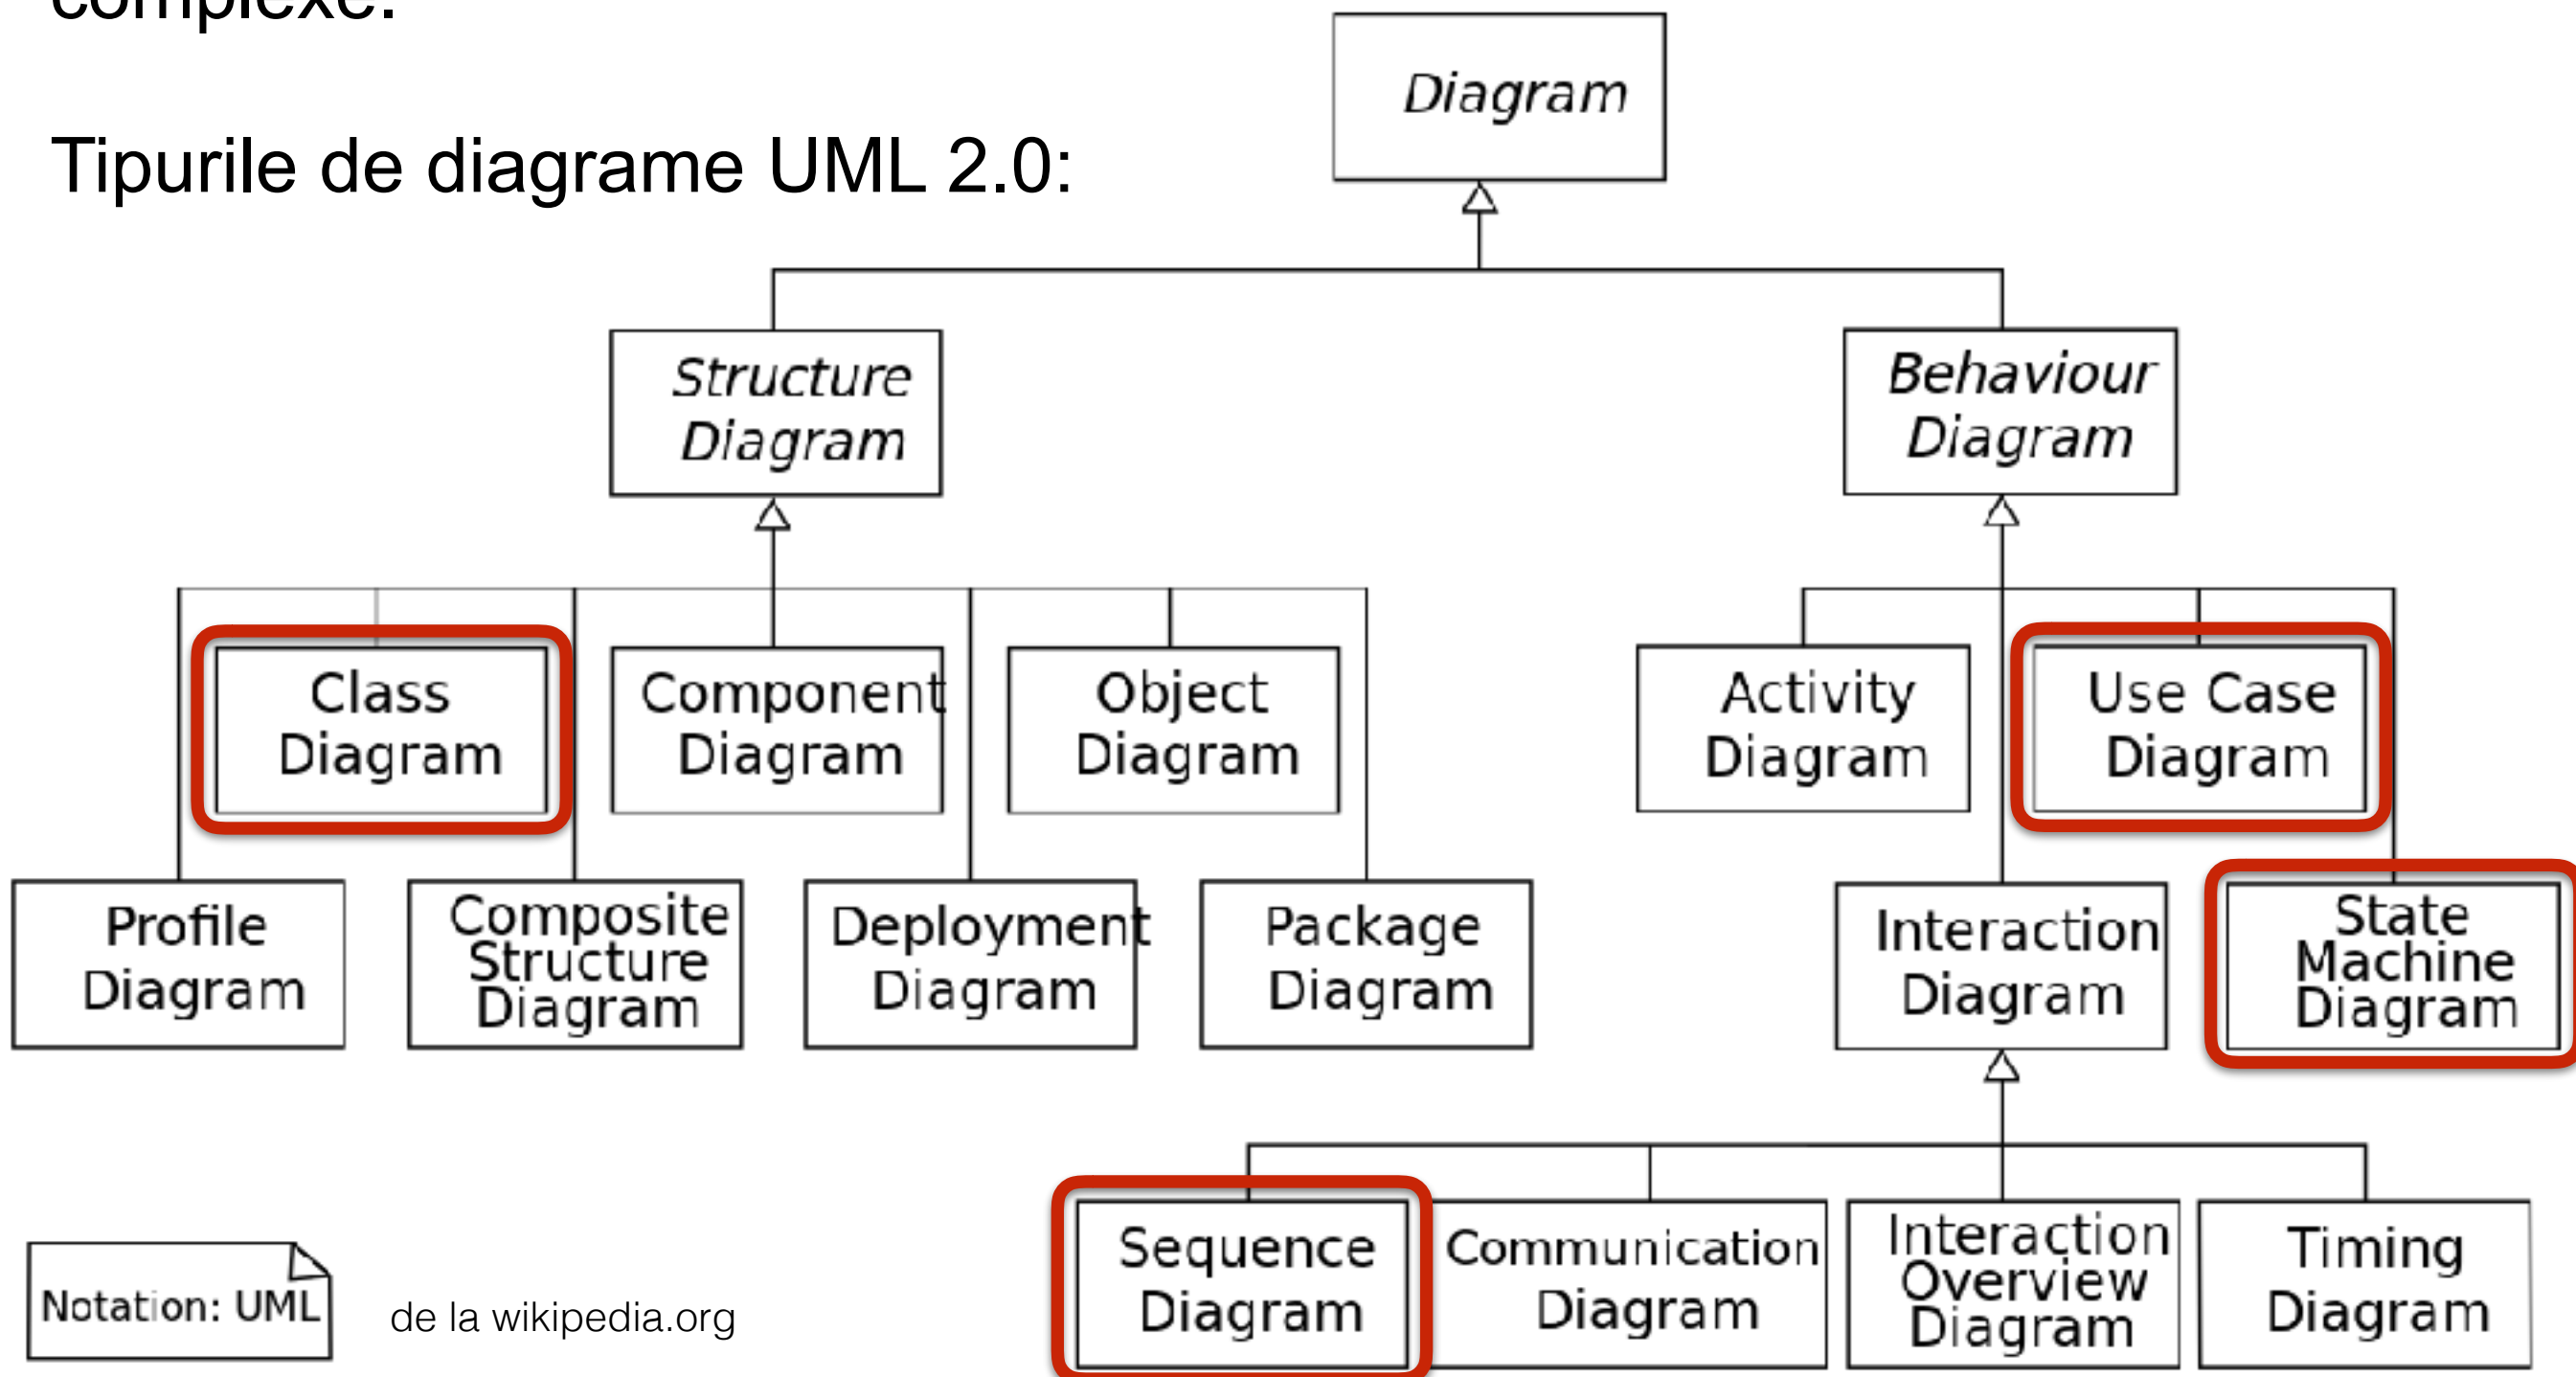 complexe.
Diagram
Tipurile de diagrame UML 2.0:
Structure
Diagram
Behaviour
Diagram
Class
Diagram
Component
Diagram
Object
Diagram
Activity
Diagram
Use Case
Diagram
Profile
Diagram
Composite
Structure
Diagram
Deployment
Diagram
Package
Diagram
Interaction
Diagram
State
Machine
Diagram
Sequence
Diagram
Communication
Diagram
Interaction
Overview
Diagram
Timing
Diagram
Notation: UML
de la wikipedia.org